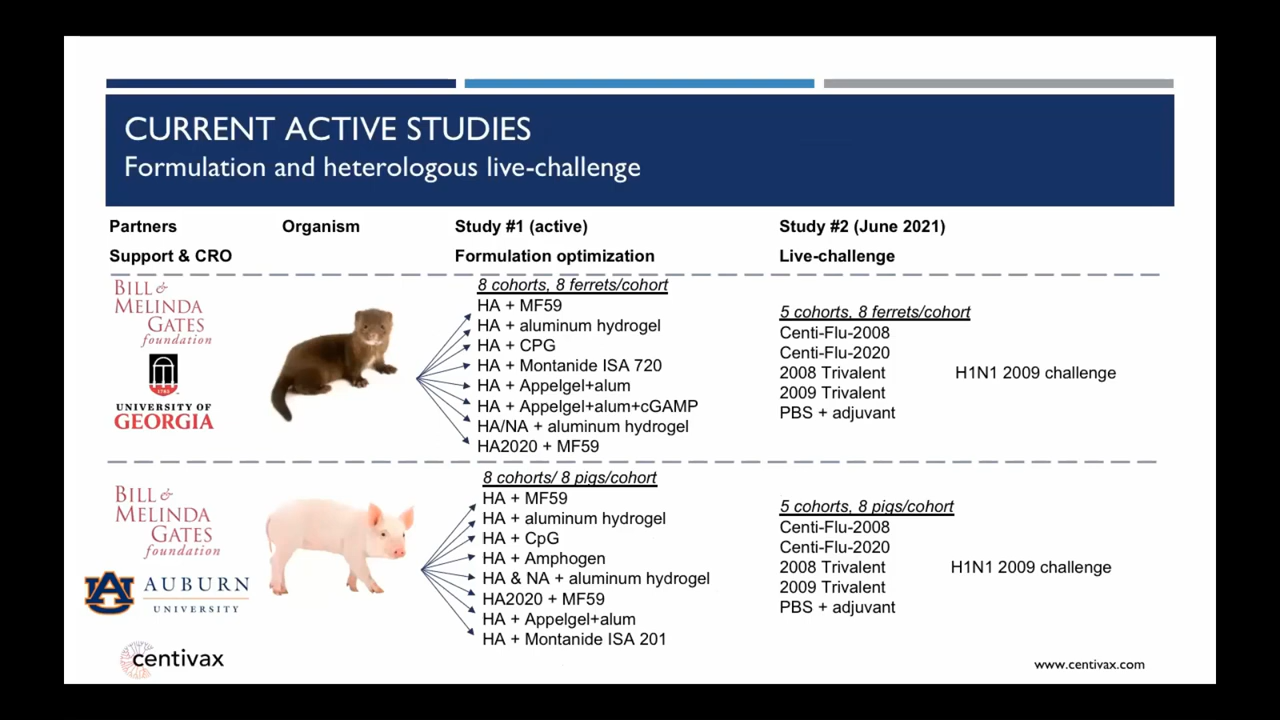 CURRENT ACTIVE STUDIES
Formulation and heterologous live-challenge
Partners
Support & CRO
Organism
Study #1 (active)
Formulation optimization
Study #2 (June 2021)
Live-challenge
BILL &
MELINDA
GATES
foundation
1785
UNIVERSITY OF
GEORGIA
8 cohorts, 8 ferrets/cohort
HA + MF59
HA + aluminum hydrogel
HA + CPG
HA + Montanide ISA 720
HA + Appelgel+alum
HA + Appelgel+alum+cGAMP
HA/NA + aluminum hydrogel
HA2020 + MF59
5 cohorts, 8 ferrets/cohort
Centi-Flu-2008
Centi-Flu-2020
2008 Trivalent
2009 Trivalent
PBS + adjuvant
H1N1 2009 challenge
BILL &
MELINDA
GATES
foundation
AU AUBURN
UNIVERSITY
8 cohorts/ 8 pigs/cohort
HA + MF59
HA + aluminum hydrogel
HA + CpG
HA + Amphogen
HA & NA + aluminum hydrogel
HA2020 + MF59
HA + Appelgel+alum
HA + Montanide ISA 201
5 cohorts, 8 pigs/cohort
Centi-Flu-2008
Centi-Flu-2020
2008 Trivalent
2009 Trivalent
PBS + adjuvant
H1N1 2009 challenge
centivax
www.centivax.com